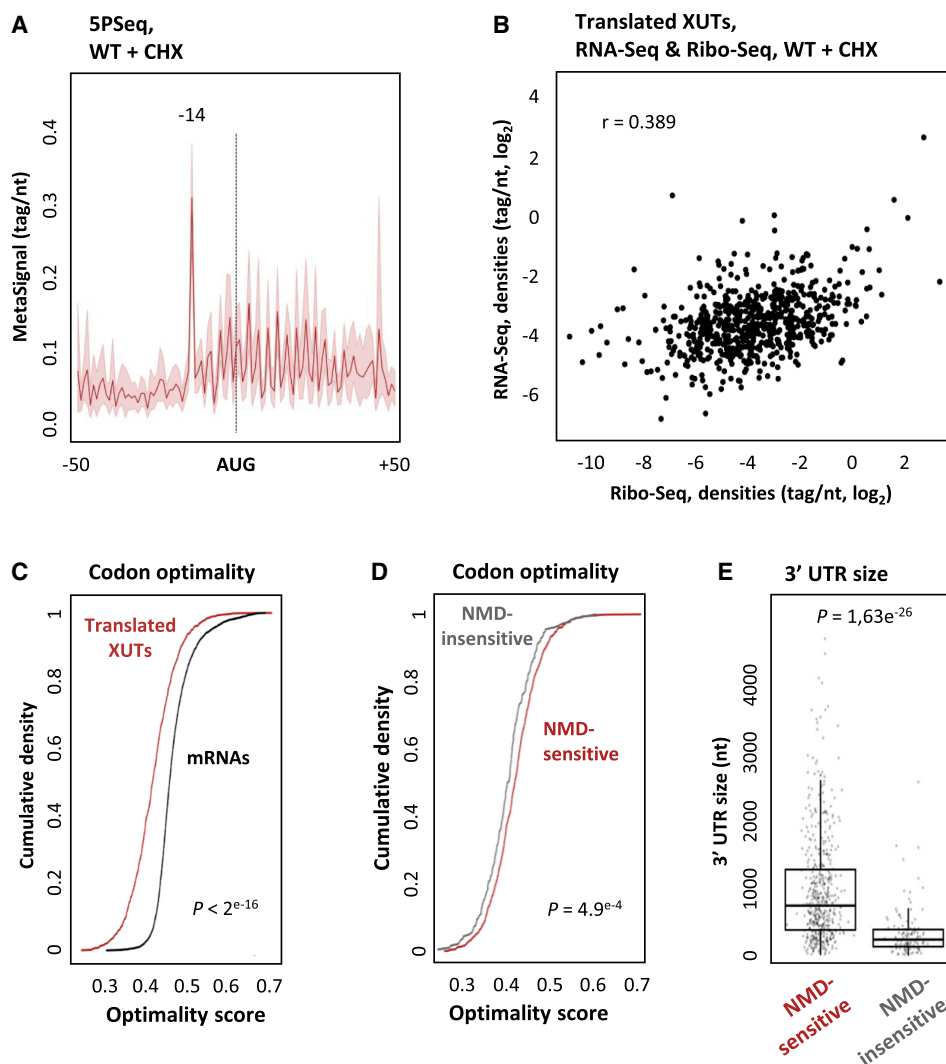 A
5PSeq,
WT + CHX
-14
MetaSignal (tag/nt)
0.4
0.3
0.2
0.1
0.0
-50
AUG
+50
B
Translated XUTs,
RNA-Seq & Ribo-Seq, WT + CHX
r = 0.389
RNA-Seq, densities (tag/nt, log2)
4
2
0
-2
-4
-6
-10
-8
-6
-4
-2
0
2
Ribo-Seq, densities (tag/nt, log2)
C
Codon optimality
Translated
XUTs
mRNAs
P < 2e-16
Cumulative density
1
0.8
0.6
0.4
0.2
0
0.3
0.4
0.5
0.6
0.7
Optimality score
D
Codon optimality
NMD-
insensitive
NMD-
sensitive
P = 4.9e-4
Cumulative density
1
0.8
0.6
0.4
0.2
0
0.3
0.4
0.5
0.6
0.7
Optimality score
E
3' UTR size
P = 1,63e-26
3' UTR size (nt)
4000
3000
2000
1000
0
NMD-
sensitive
NMD-
insensitive